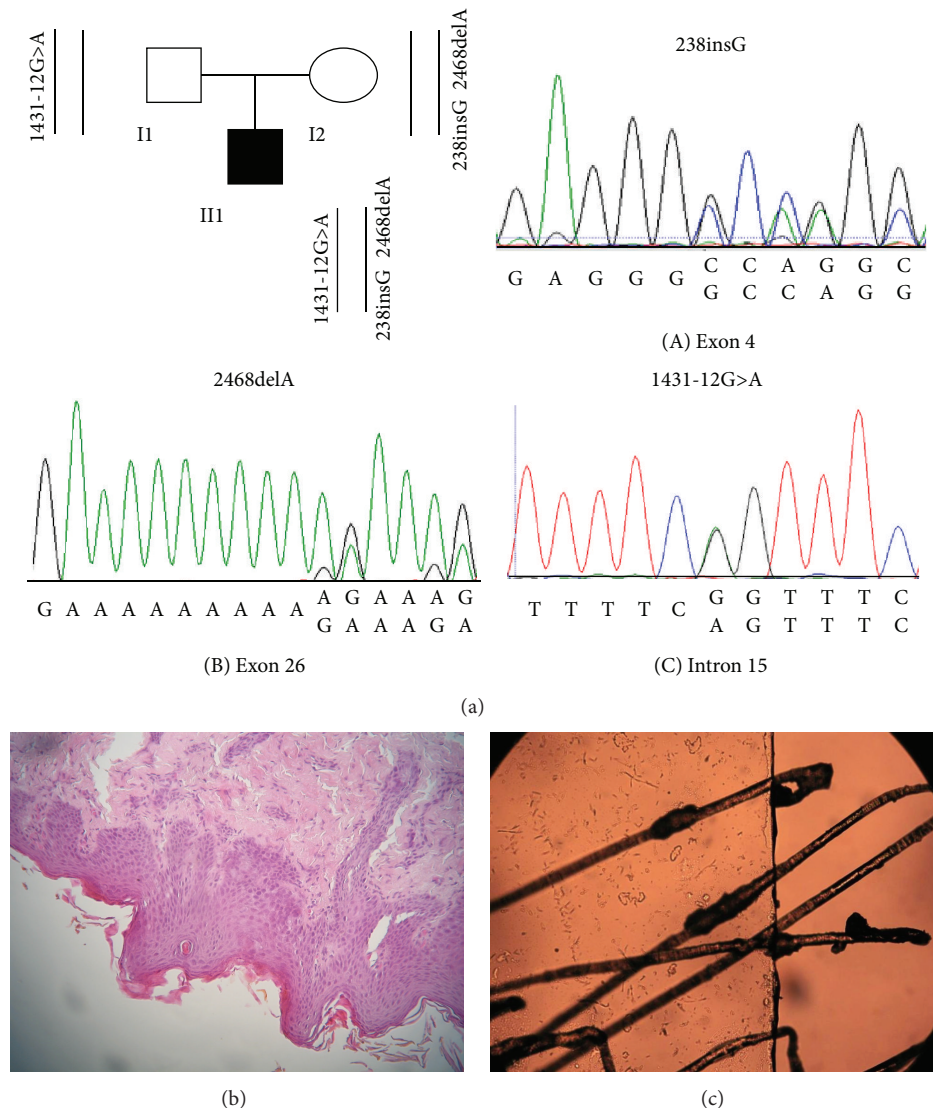 1431-12G>A
I1
I2
238insG 2468delA
II1
1431-12G>A
238insG 2468delA
238insG
G A G G G C C A G G C
G C C A G G
(A) Exon 4
2468delA
G A A A A A A A A A A G A A A G
G A A A G A
(B) Exon 26
1431-12G>A
T T T T C G G T T T C
A G T T T C
(C) Intron 15
(a)
(b)
(c)